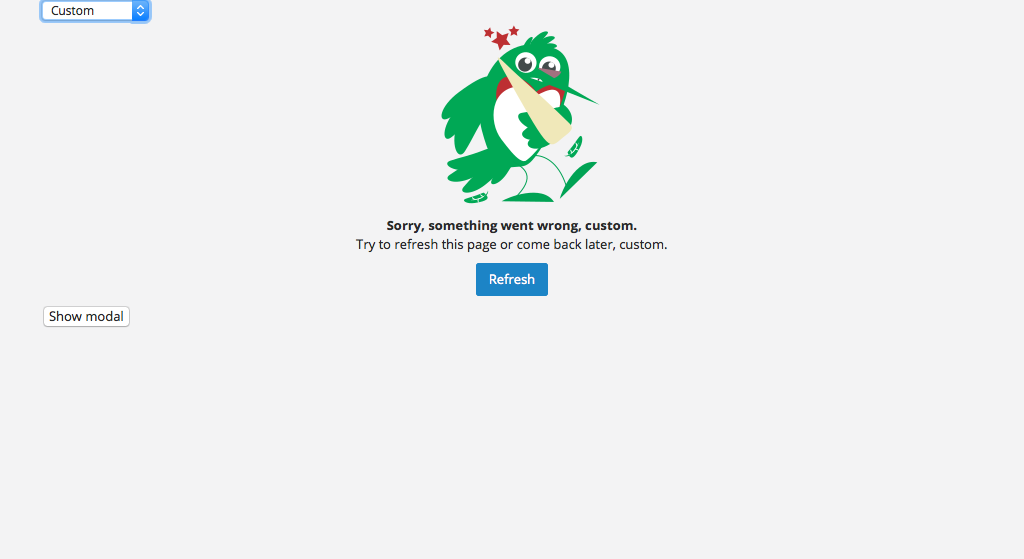 Custom
Sorry, something went wrong, custom.
Try to refresh this page or come back later, custom.
Refresh
Show modal